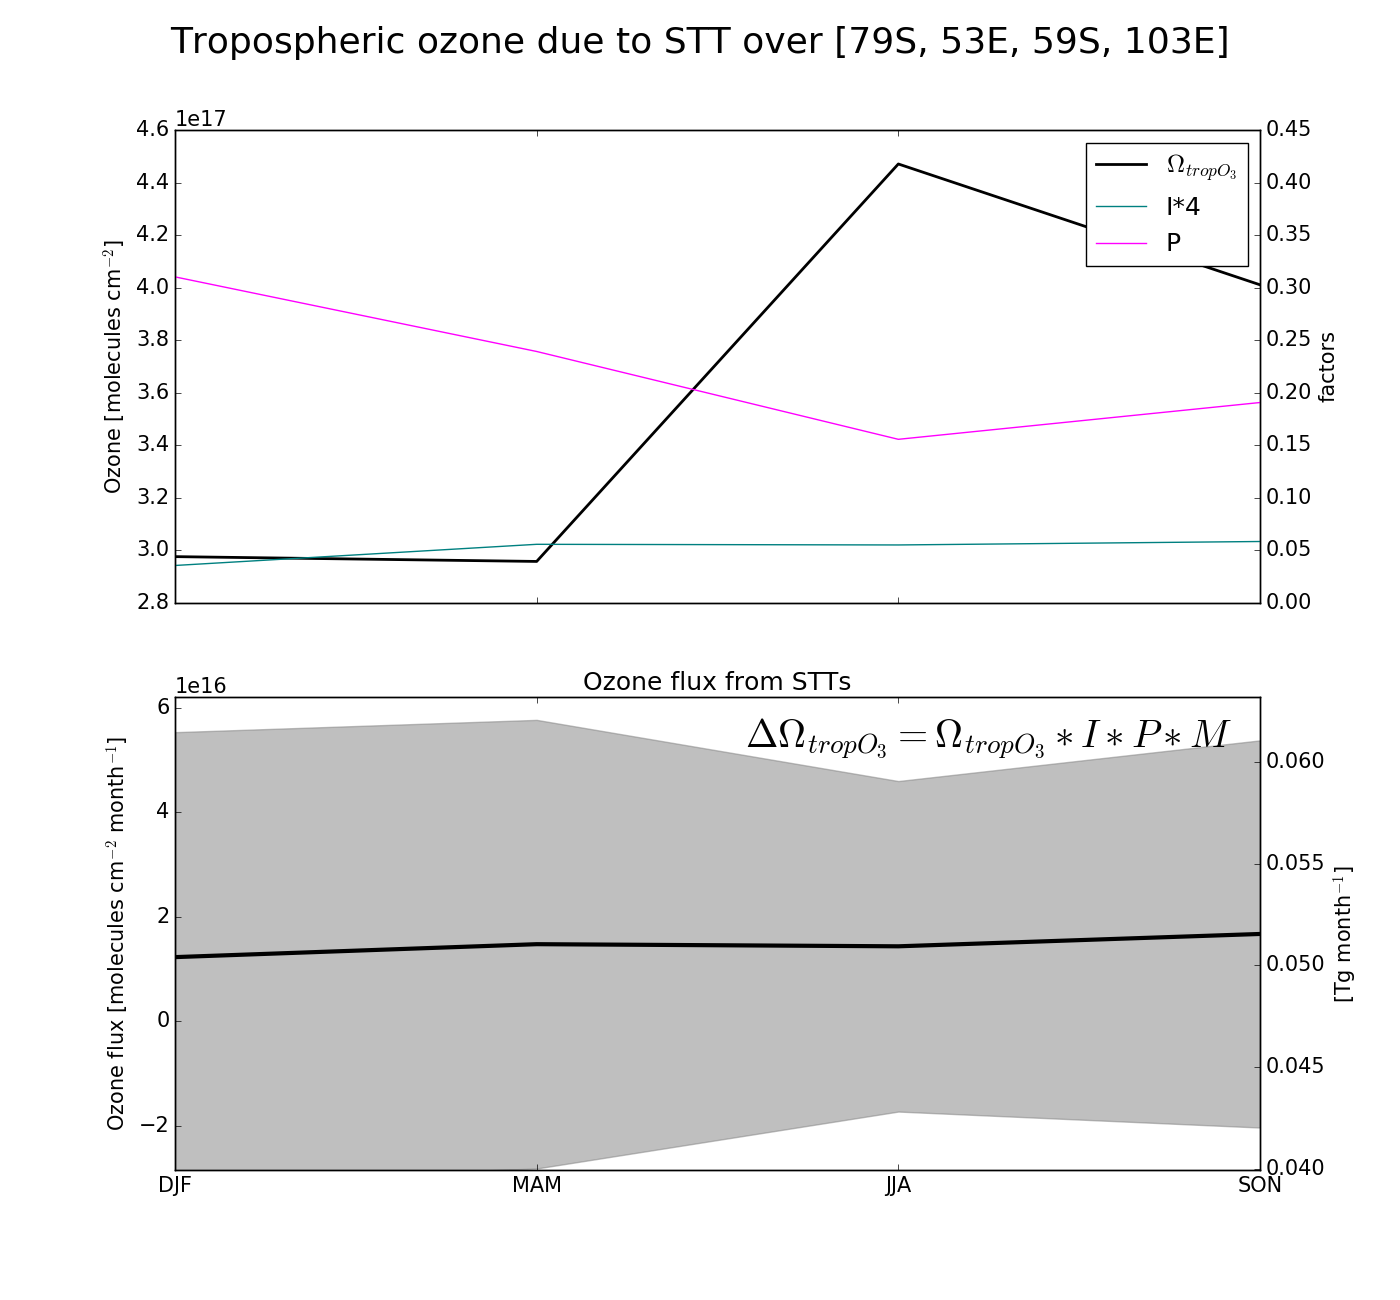 Tropospheric ozone due to STT over [79S, 53E, 59S, 103E]
1e17
4.6
4.4
4.2
4.0
3.8
3.6
3.4
3.2
3.0
2.8
Ozone [molecules cm⁻²]
Ω_tropO₃
I*4
P
0.45
0.40
0.35
0.30
0.25
0.20
0.15
0.10
0.05
0.00
factors
Ozone flux from STTs
1e16
6
4
2
0
−2
Ozone flux [molecules cm⁻² month⁻¹]
ΔΩ_tropO₃ = Ω_tropO₃ ∗ I ∗ P ∗ M
0.060
0.055
0.050
0.045
0.040
[Tg month⁻¹]
DJF MAM JJA SON